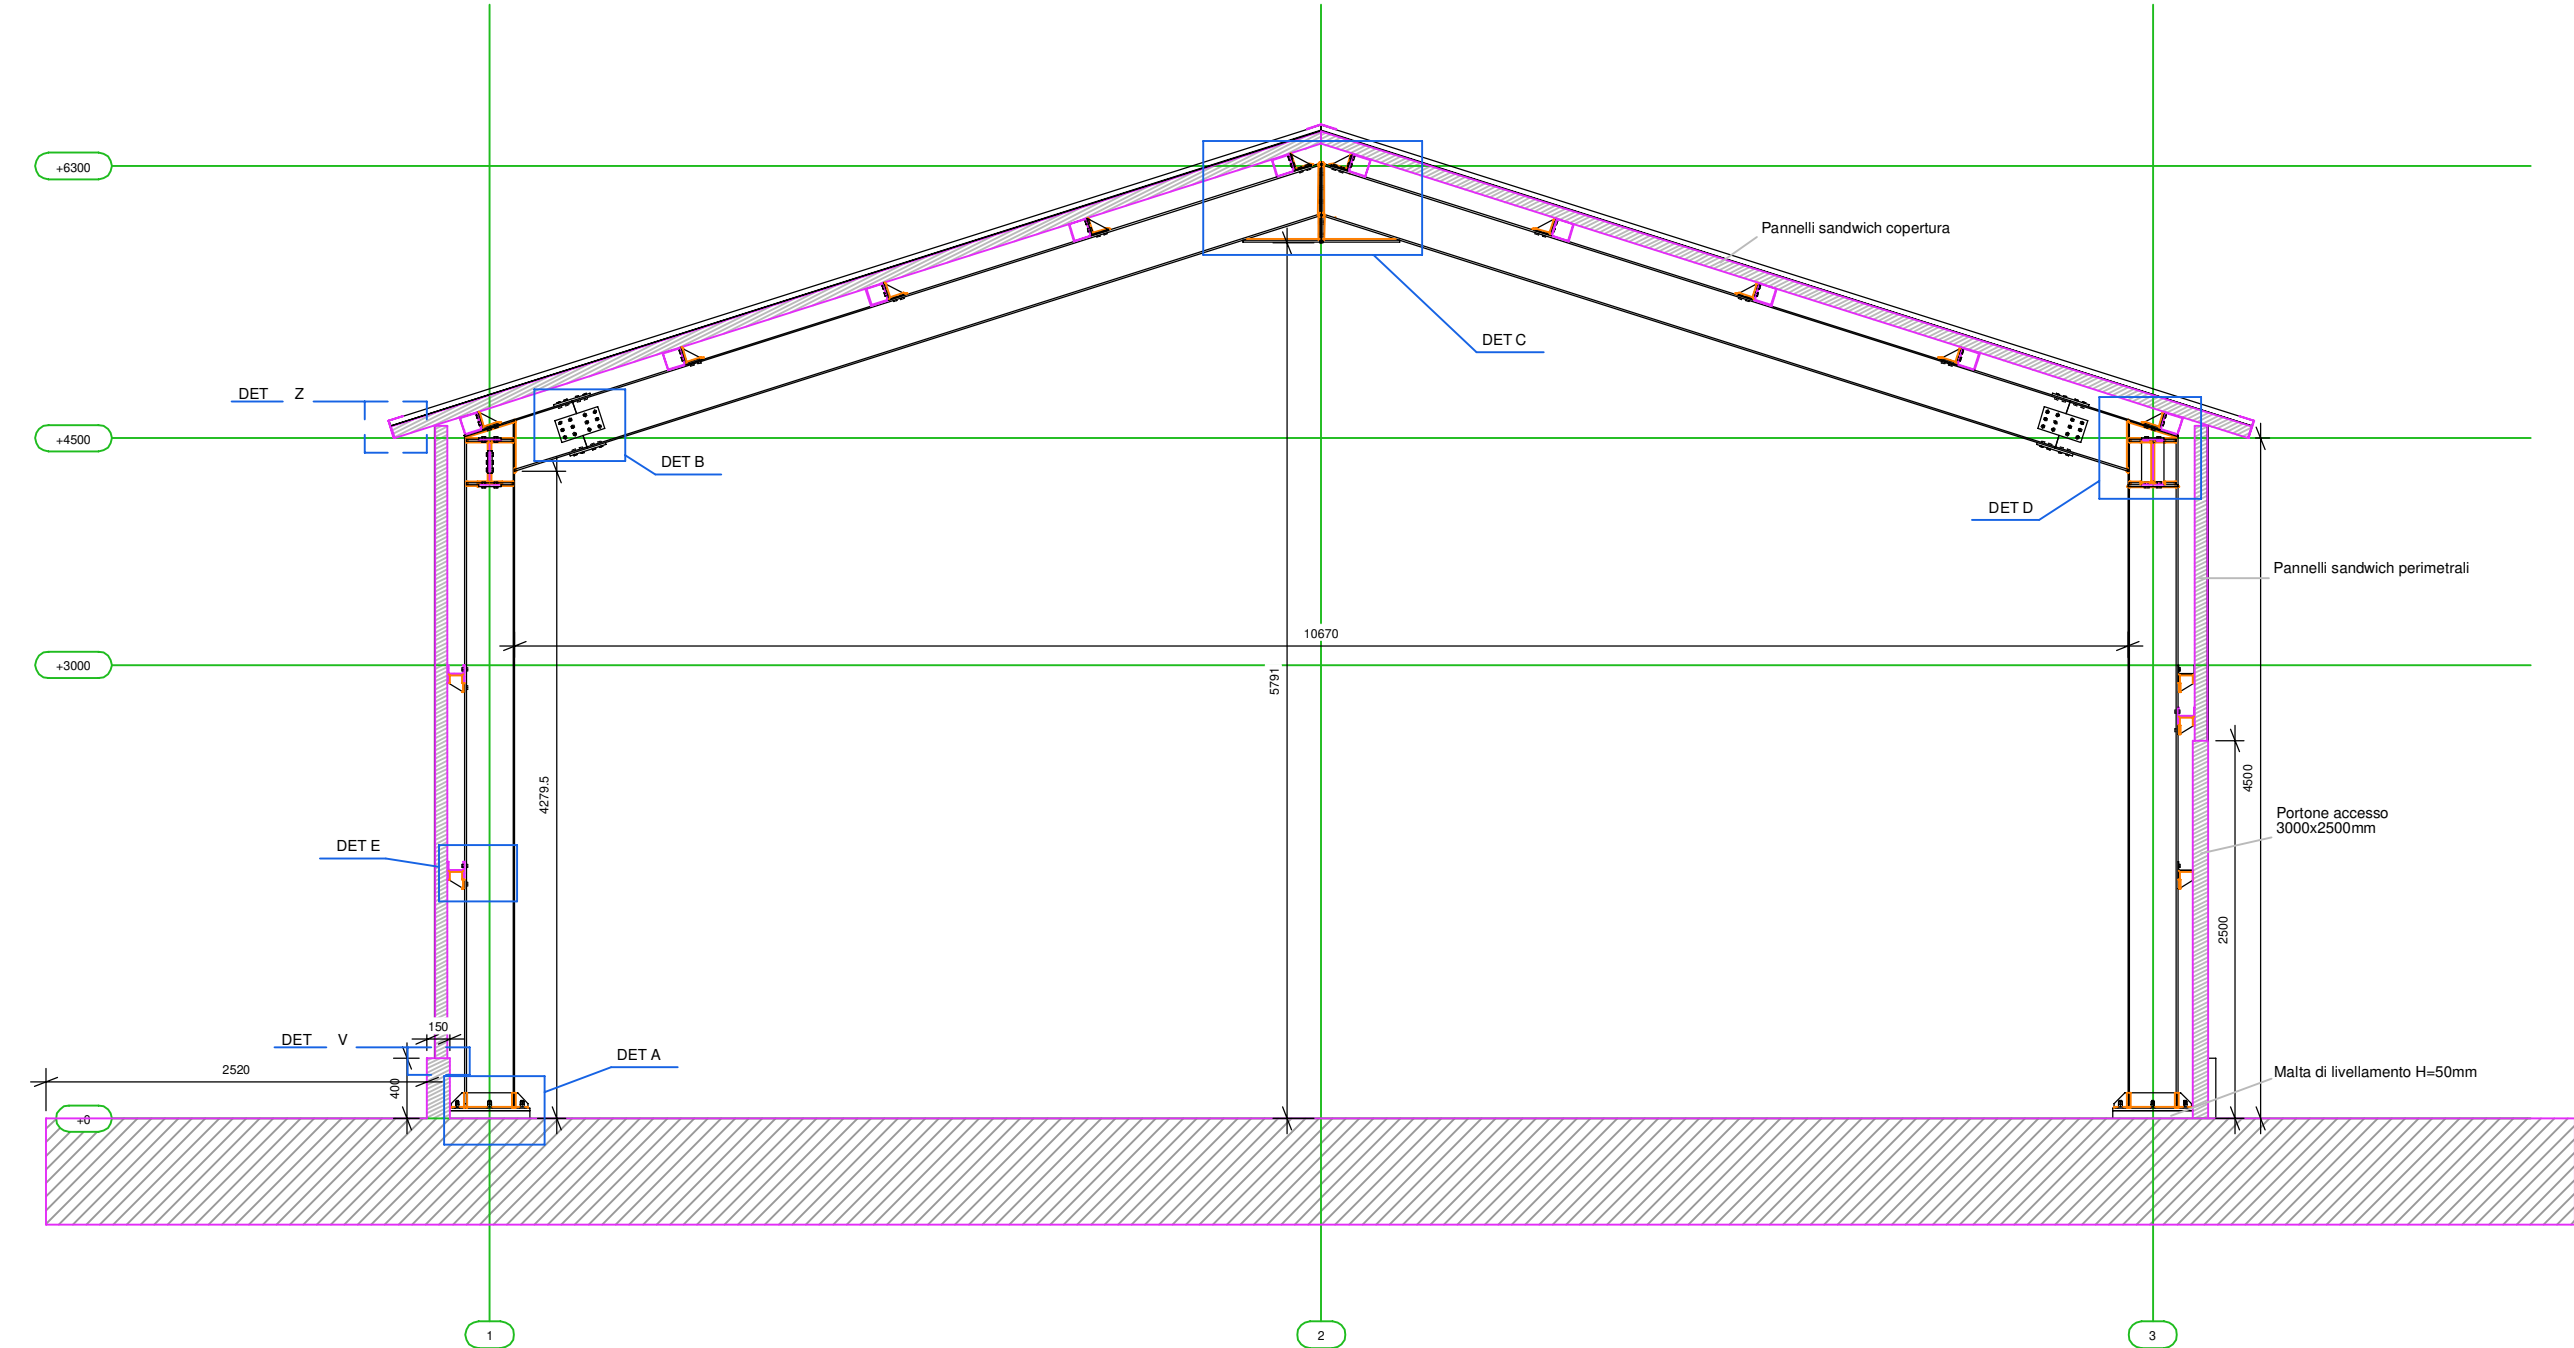 +6300
Pannelli sandwich copertura
DET C
DET Z
+4500
DET B
DET D
Pannelli sandwich perimetrali
10670
+3000
5791
4279.5
4500
Portone accesso
3000x2500mm
DET E
2500
150
DET V
DET A
2520
400
Malta di livellamento H=50mm
+0
1
2
3